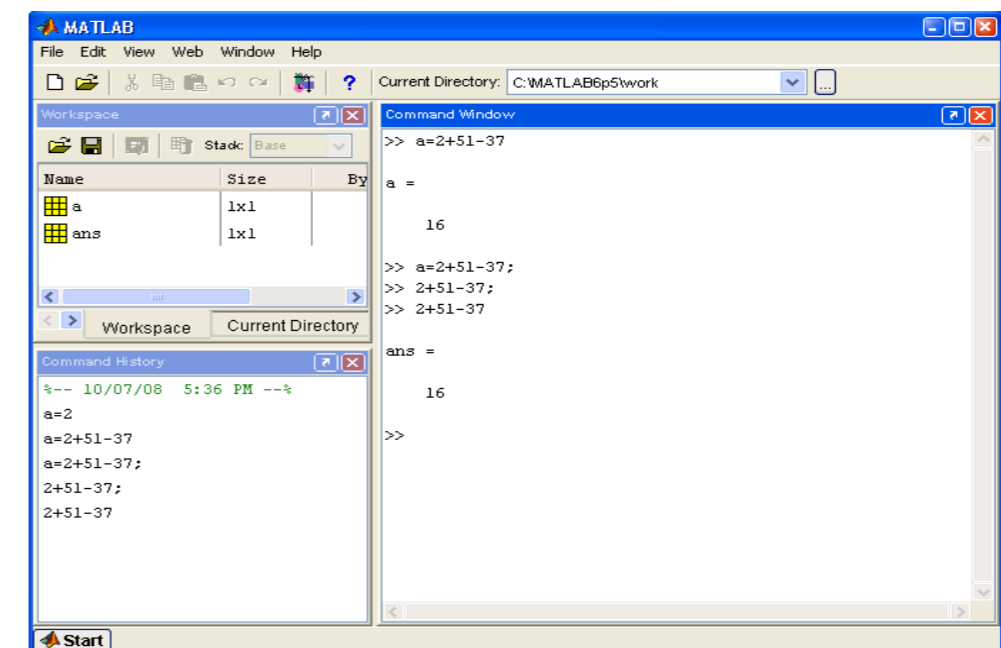 MATLAB
File Edit View Web Window Help
? Current Directory: C:\MATLAB6p5\work ...
Workspace
Stack: Base
Name Size By
a 1x1
ans 1x1
Workspace Current Directory
Command History
%-- 10/07/08 5:36 PM --%
a=2
a=2+51-37
a=2+51-37;
2+51-37;
2+51-37
Command Window
>> a=2+51-37
a =
16
>> a=2+51-37;
>> 2+51-37;
>> 2+51-37
ans =
16
>>
Start